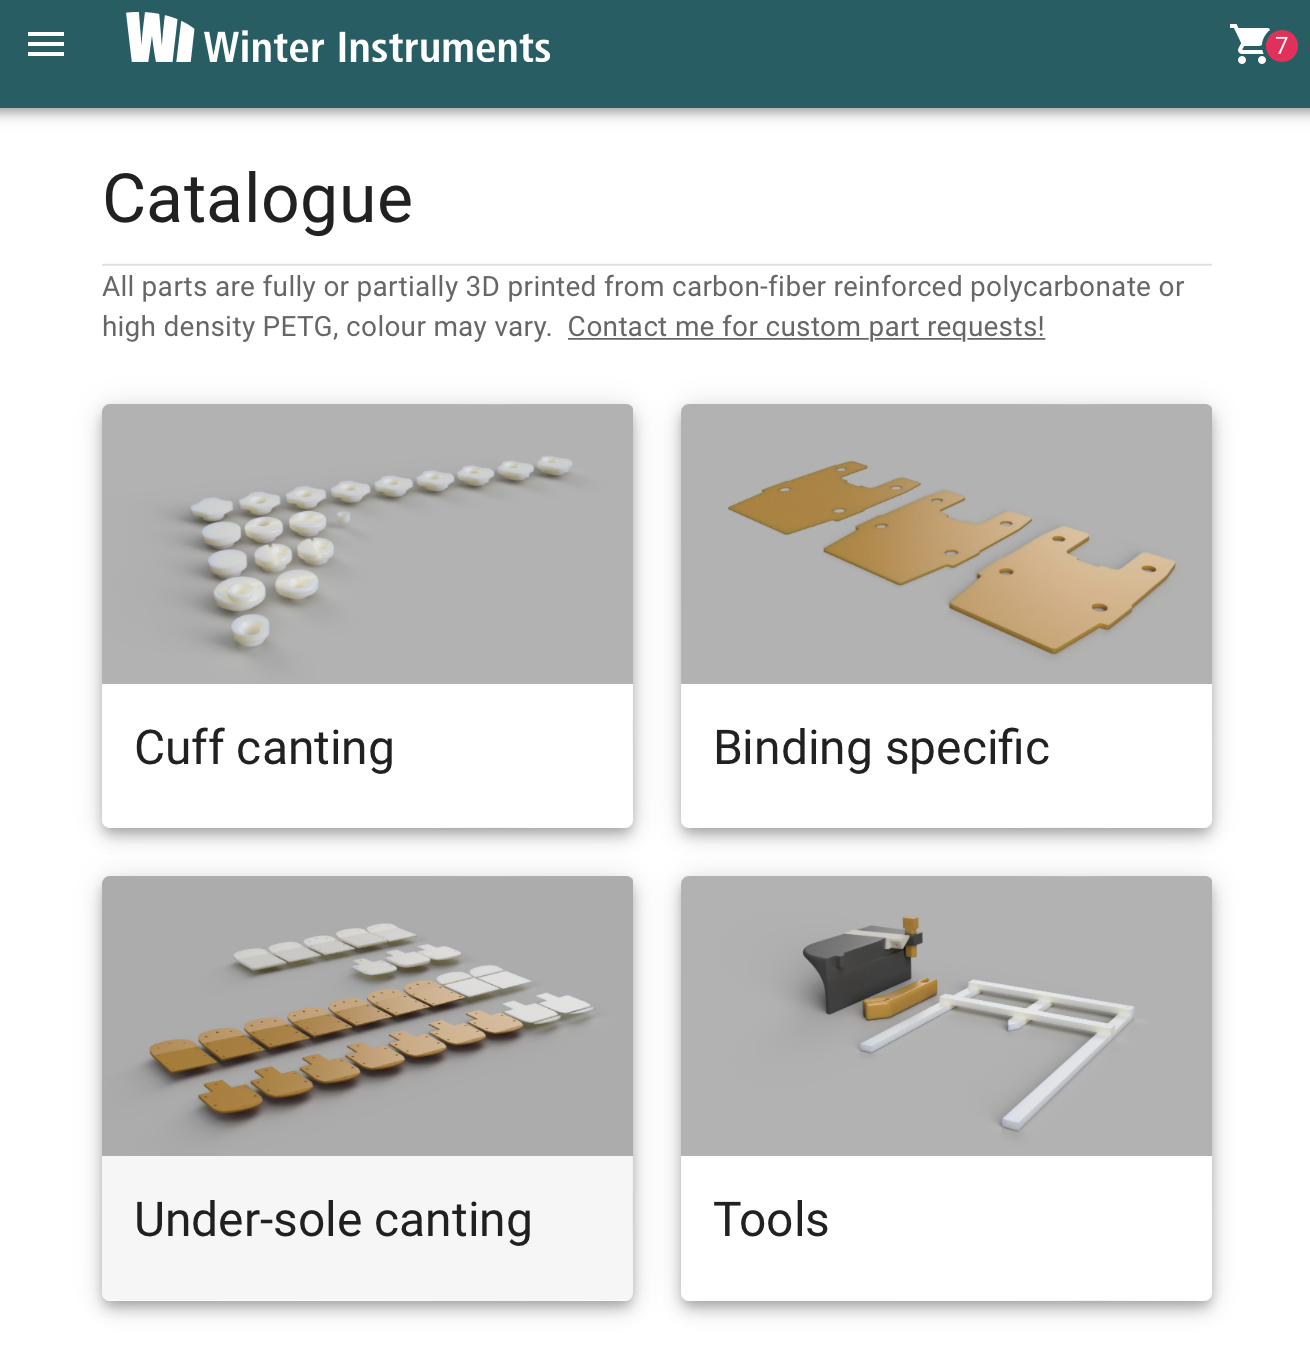 WI Winter Instruments
7
Catalogue
All parts are fully or partially 3D printed from carbon-fiber reinforced polycarbonate or
high density PETG, colour may vary. Contact me for custom part requests!
Cuff canting
Binding specific
Under-sole canting
Tools